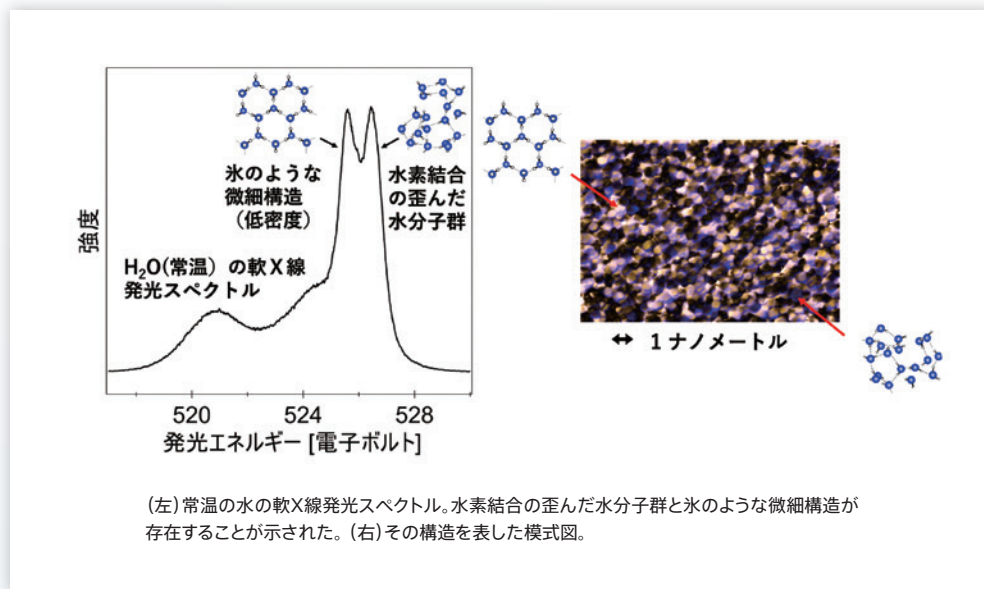 氷のような
微細構造
（低密度）
水素結合
の歪んだ
水分子群
強度
H₂O(常温）の軟X線
発光スペクトル
520
524
528
発光エネルギー [電子ボルト]
1 ナノメートル
(左)常温の水の軟X線発光スペクトル。水素結合の歪んだ水分子群と氷のような微細構造が
存在することが示された。(右)その構造を表した模式図。